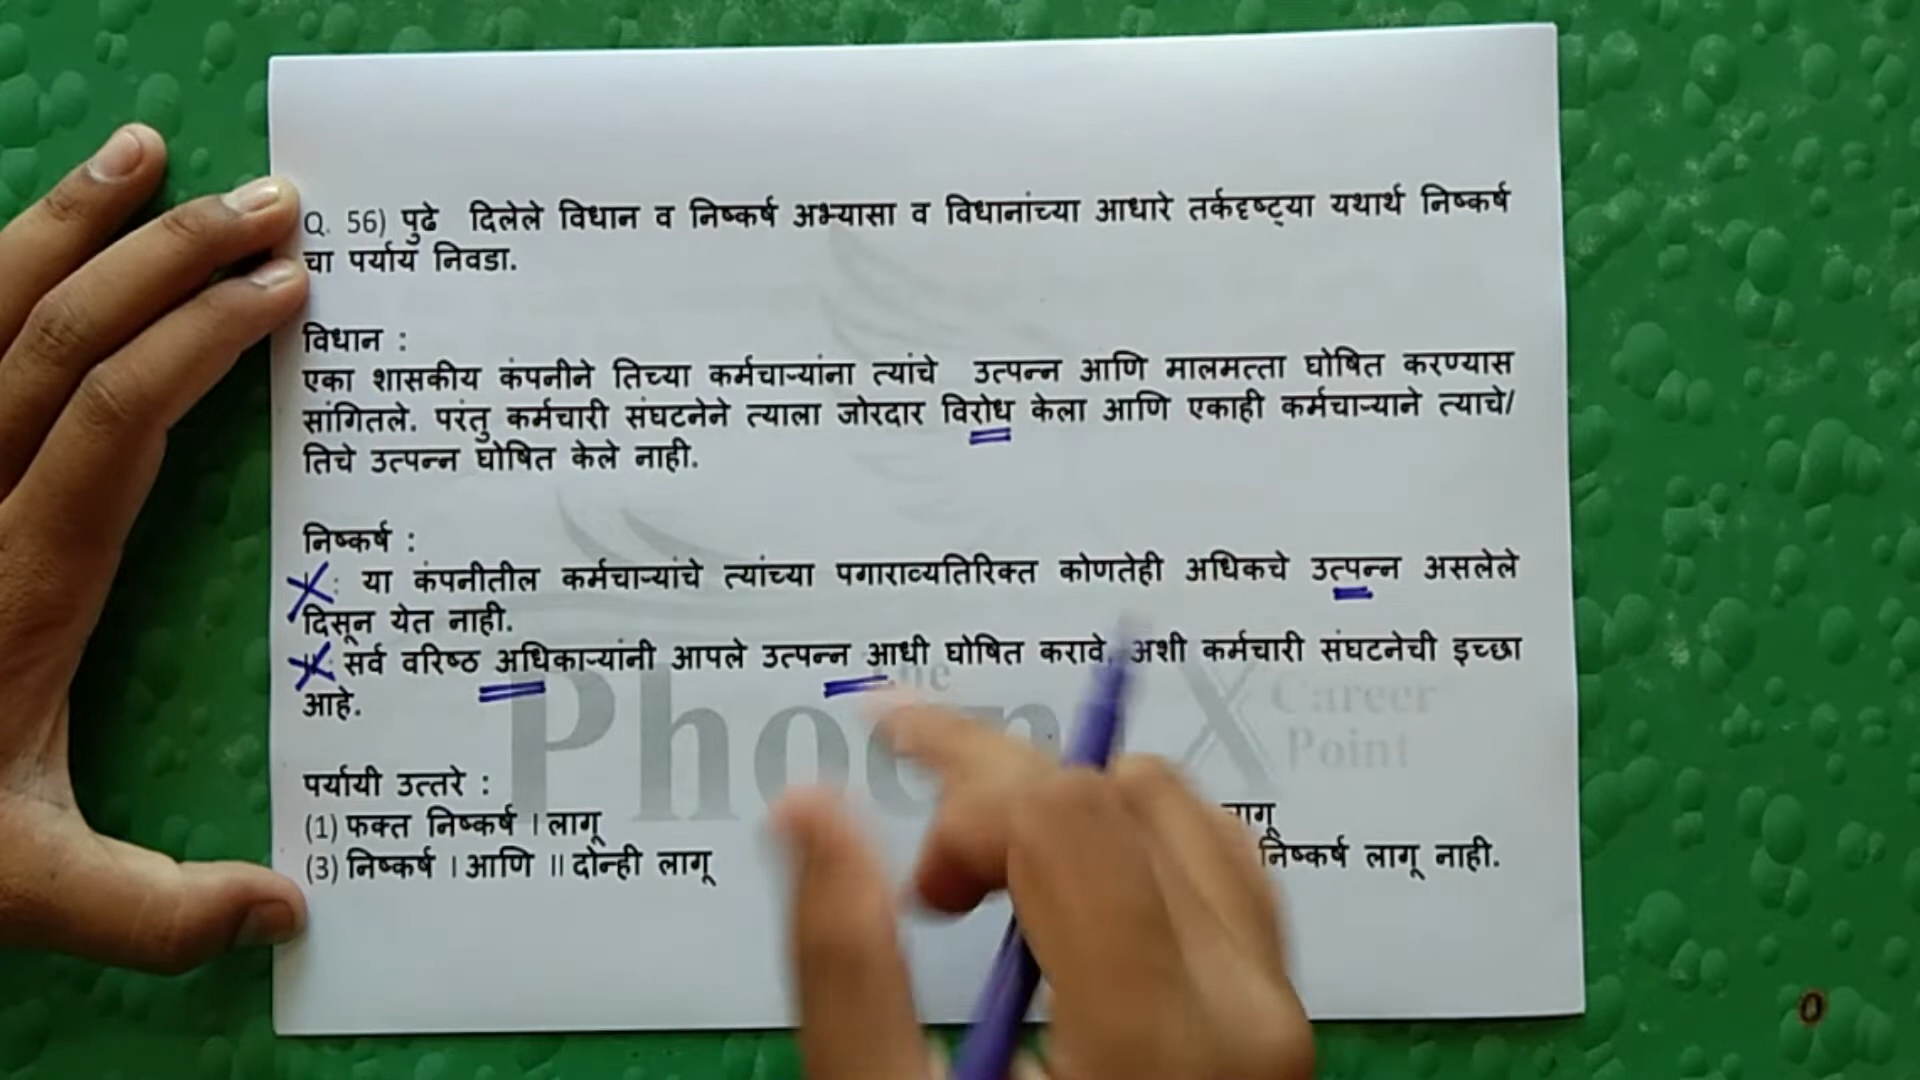 Q. 56) पुढे दिलेले विधान व निष्कर्ष अभ्यासा व विधानांच्या आधारे तर्कदृष्ट्या यथार्थ निष्कर्ष
चा पर्याय निवडा.
विधान :
एका शासकीय कंपनीने तिच्या कर्मचाऱ्यांना त्यांचे उत्पन्न आणि मालमत्ता घोषित करण्यास
सांगितले. परंतु कर्मचारी संघटनेने त्याला जोरदार विरोध केला आणि एकाही कर्मचाऱ्याने त्याचे/
तिचे उत्पन्न घोषित केले नाही.
निष्कर्ष :
: या कंपनीतील कर्मचाऱ्यांचे त्यांच्या पगाराव्यतिरिक्त कोणतेही अधिकचे उत्पन्न असलेले
दिसून येत नाही.
सर्व वरिष्ठ अधिकाऱ्यांनी आपले उत्पन्न आधी घोषित करावे, अशी कर्मचारी संघटनेची इच्छा
आहे.
पर्यायी उत्तरे :
(1) फक्त निष्कर्ष । लागू
लागू
(3) निष्कर्ष । आणि ॥ दोन्ही लागू
निष्कर्ष लागू नाही.
Career
Point